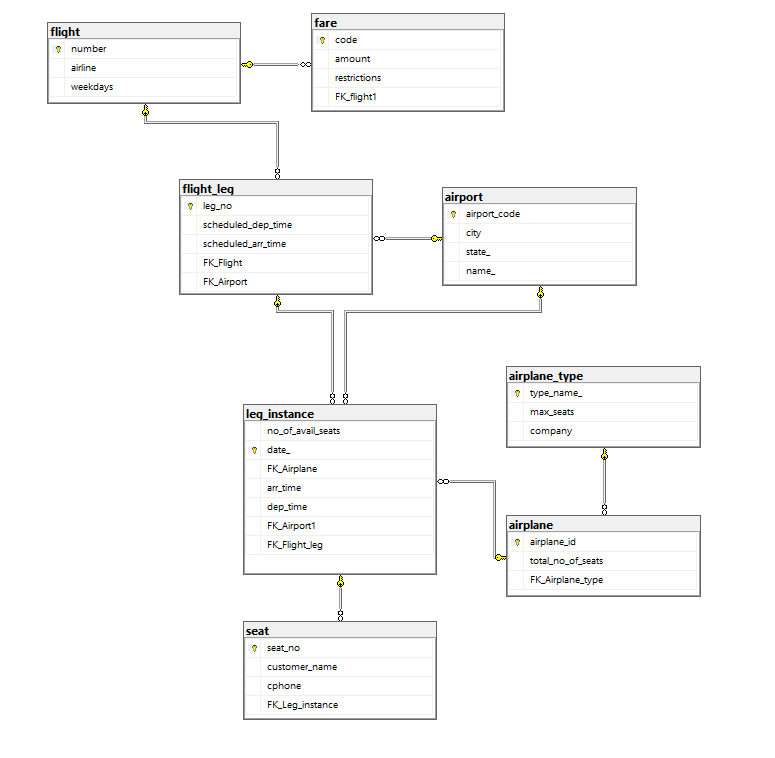 flight
number
airline
weekdays
fare
code
amount
restrictions
FK_flight1
flight_leg
leg_no
scheduled_dep_time
scheduled_arr_time
FK_Flight
FK_Airport
airport
airport_code
city
state_
name_
airplane_type
type_name_
max_seats
company
leg_instance
no_of_avail_seats
date_
FK_Airplane
arr_time
dep_time
FK_Airport1
FK_Flight_leg
airplane
airplane_id
total_no_of_seats
FK_Airplane_type
seat
seat_no
customer_name
cphone
FK_Leg_instance